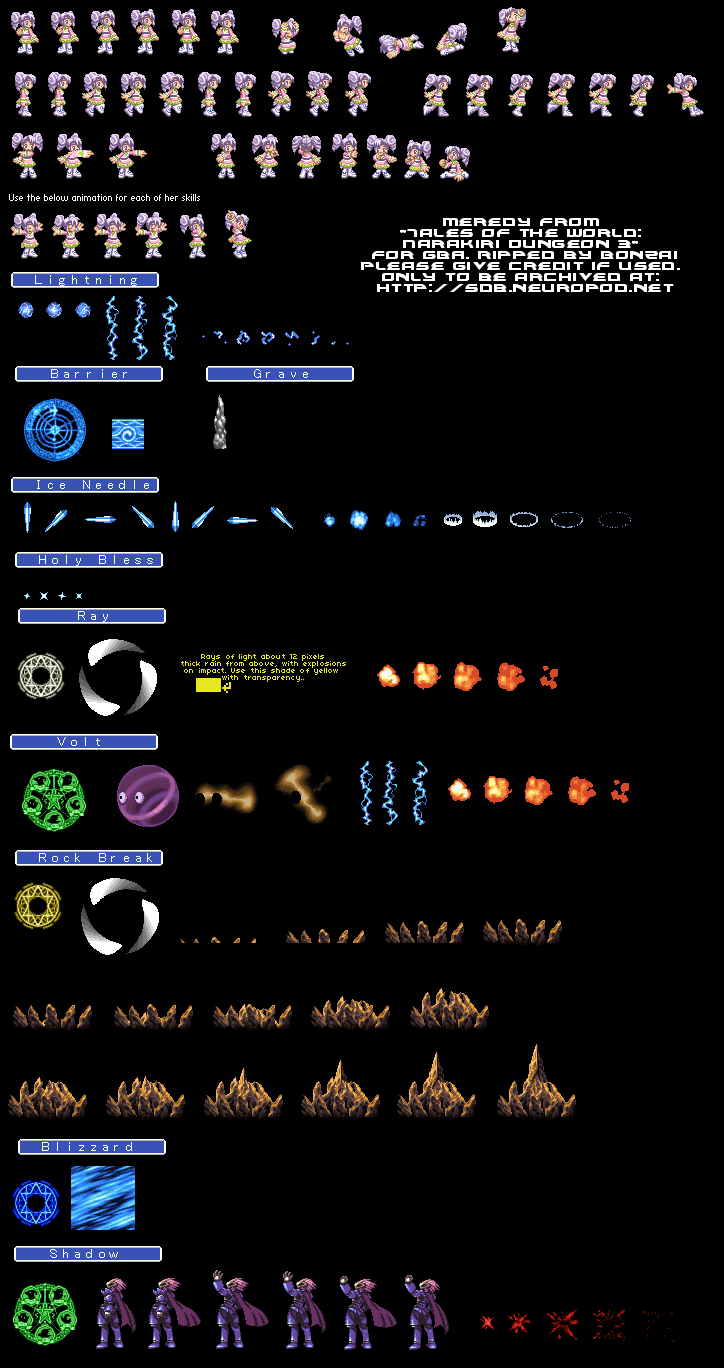 Use the below animation for each of her skills
MEREDY FROM
"TALES OF THE WORLD:
NARAKIRI DUNGEON 3"
FOR GBA. RIPPED BY BONZAI
PLEASE GIVE CREDIT IF USED.
ONLY TO BE ARCHIVED AT:
HTTP://SDB.NEUROPOD.NET
Lightning
Barrier
Grave
Ice Needle
Holy Bless
Ray
Rays of light about 12 pixels
thick rain from above, with explosions
on impact. Use this shade of yellow
with transparency..
Volt
Rock Break
Blizzard
Shadow